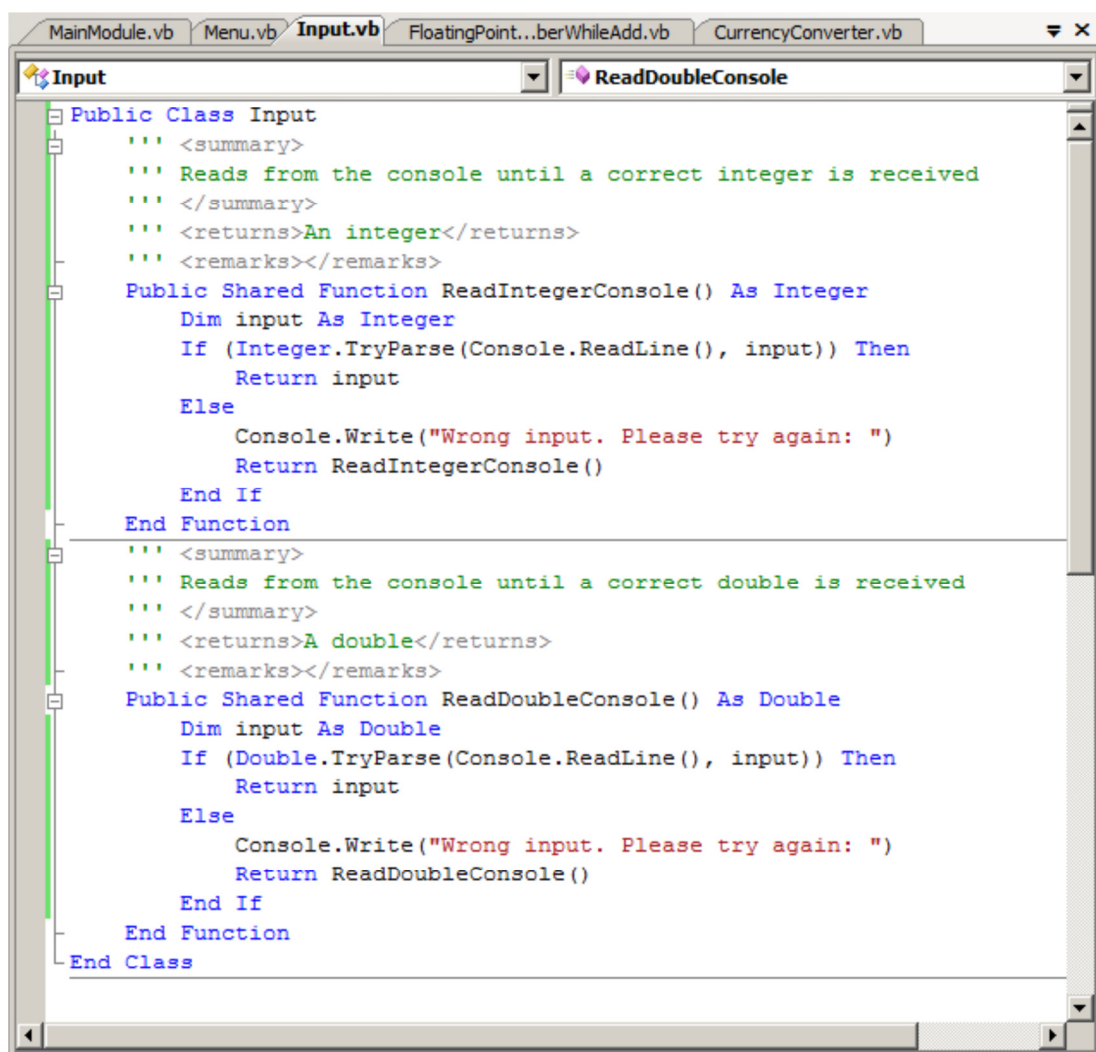 MainModule.vb Menu.vb Input.vb FloatingPoint...berWhileAdd.vb CurrencyConverter.vb
Input ReadDoubleConsole
Public Class Input
''' <summary>
''' Reads from the console until a correct integer is received
''' </summary>
''' <returns>An integer</returns>
''' <remarks></remarks>
Public Shared Function ReadIntegerConsole() As Integer
Dim input As Integer
If (Integer.TryParse(Console.ReadLine(), input)) Then
Return input
Else
Console.Write("Wrong input. Please try again: ")
Return ReadIntegerConsole()
End If
End Function
''' <summary>
''' Reads from the console until a correct double is received
''' </summary>
''' <returns>A double</returns>
''' <remarks></remarks>
Public Shared Function ReadDoubleConsole() As Double
Dim input As Double
If (Double.TryParse(Console.ReadLine(), input)) Then
Return input
Else
Console.Write("Wrong input. Please try again: ")
Return ReadDoubleConsole()
End If
End Function
End Class